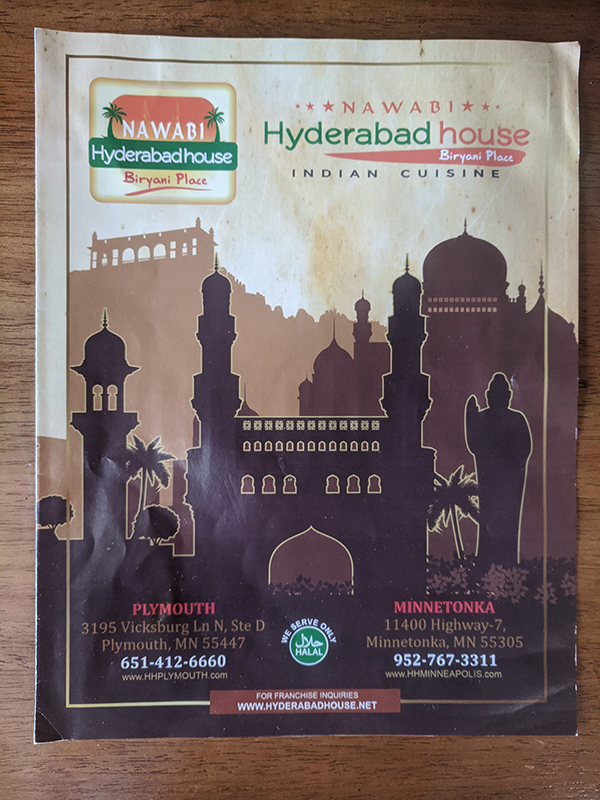 NAWABI
Hyderabad house
Biryani Place
NAWABI
Hyderabad house
Biryani Place
INDIAN CUISINE
PLYMOUTH
3195 Vicksburg Ln N, Ste D
Plymouth, MN 55447
651-412-6660
www.HHPLYMOUTH.com
WE SERVE ONLY
حلال
HALAL
MINNETONKA
11400 Highway-7,
Minnetonka, MN 55305
952-767-3311
www.HHMINNEAPOLIS.com
FOR FRANCHISE INQUIRIES
WWW.HYDERABADHOUSE.NET